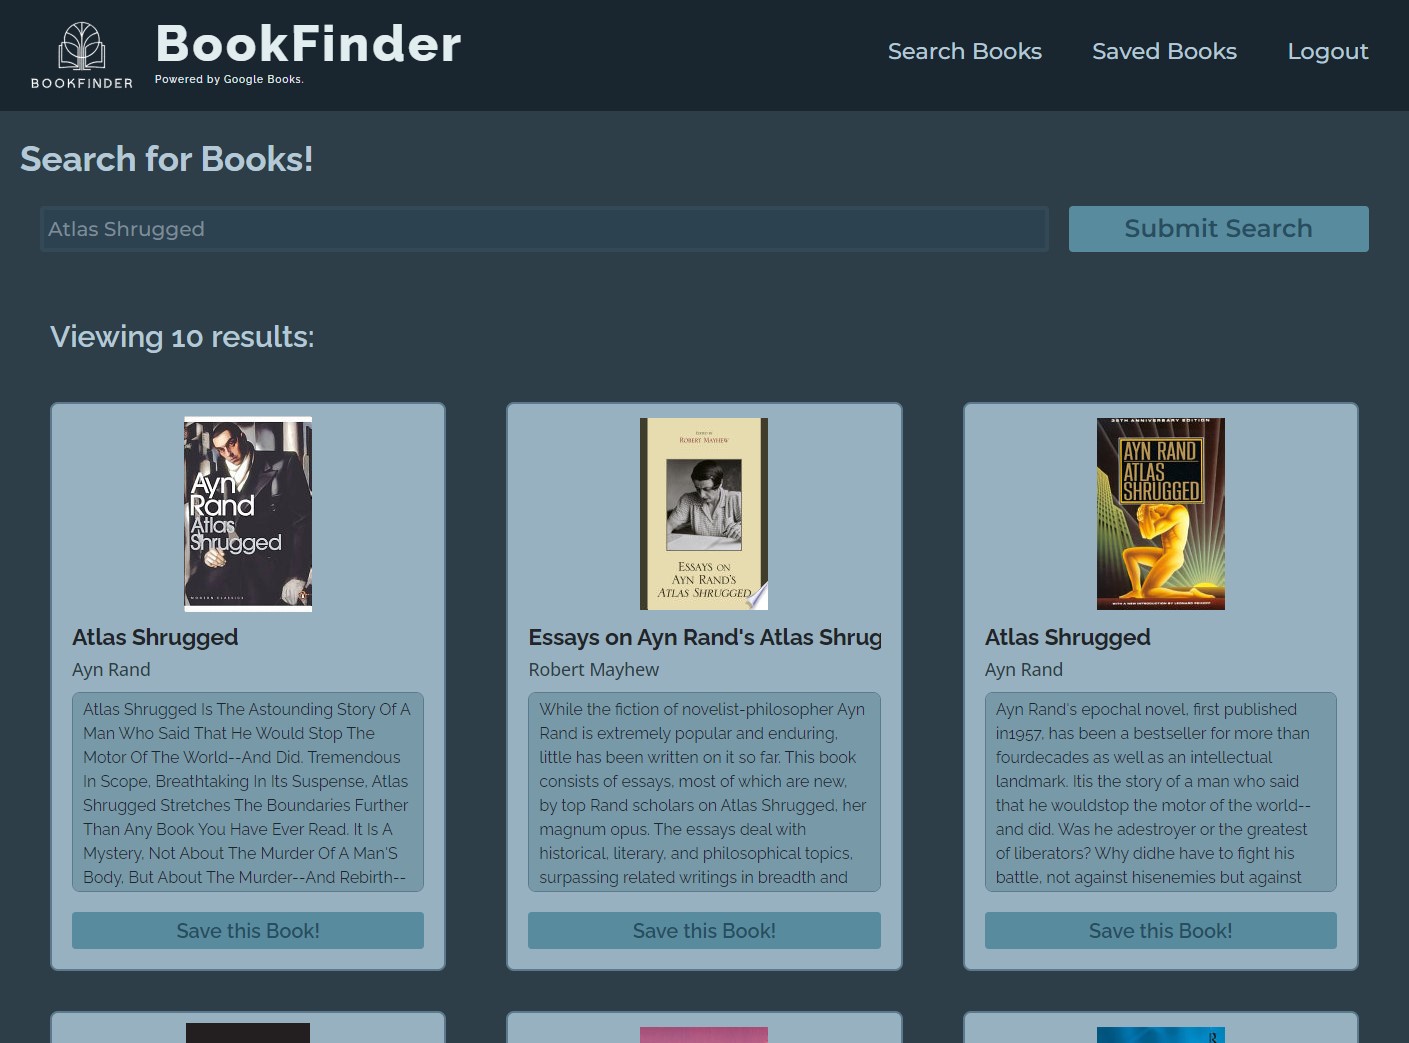 BOOKFINDER
BookFinder
Powered by Google Books.
Search Books
Saved Books
Logout
Search for Books!
Atlas Shrugged
Submit Search
Viewing 10 results:
Ayn
Rand
Atlas
Shrugged
MODERN CLASSICS
Atlas Shrugged
Ayn Rand
Atlas Shrugged Is The Astounding Story Of A
Man Who Said That He Would Stop The
Motor Of The World--And Did. Tremendous
In Scope, Breathtaking In Its Suspense, Atlas
Shrugged Stretches The Boundaries Further
Than Any Book You Have Ever Read. It Is A
Mystery, Not About The Murder Of A Man'S
Body, But About The Murder--And Rebirth--
Save this Book!
EDITED BY
ROBERT MAYHEW
ESSAYS ON
AYN RAND'S
ATLAS SHRUGGED
Essays on Ayn Rand's Atlas Shrug
Robert Mayhew
While the fiction of novelist-philosopher Ayn
Rand is extremely popular and enduring,
little has been written on it so far. This book
consists of essays, most of which are new,
by top Rand scholars on Atlas Shrugged, her
magnum opus. The essays deal with
historical, literary, and philosophical topics,
surpassing related writings in breadth and
Save this Book!
35TH ANNIVERSARY EDITION
AYN RAND
ATLAS
SHRUGGED
WITH A NEW INTRODUCTION BY LEONARD PEIKOFF
Atlas Shrugged
Ayn Rand
Ayn Rand's epochal novel, first published
in1957, has been a bestseller for more than
fourdecades as well as an intellectual
landmark. Itis the story of a man who said
that he wouldstop the motor of the world--
and did. Was he adestroyer or the greatest
of liberators? Why didhe have to fight his
battle, not against hisenemies but against
Save this Book!